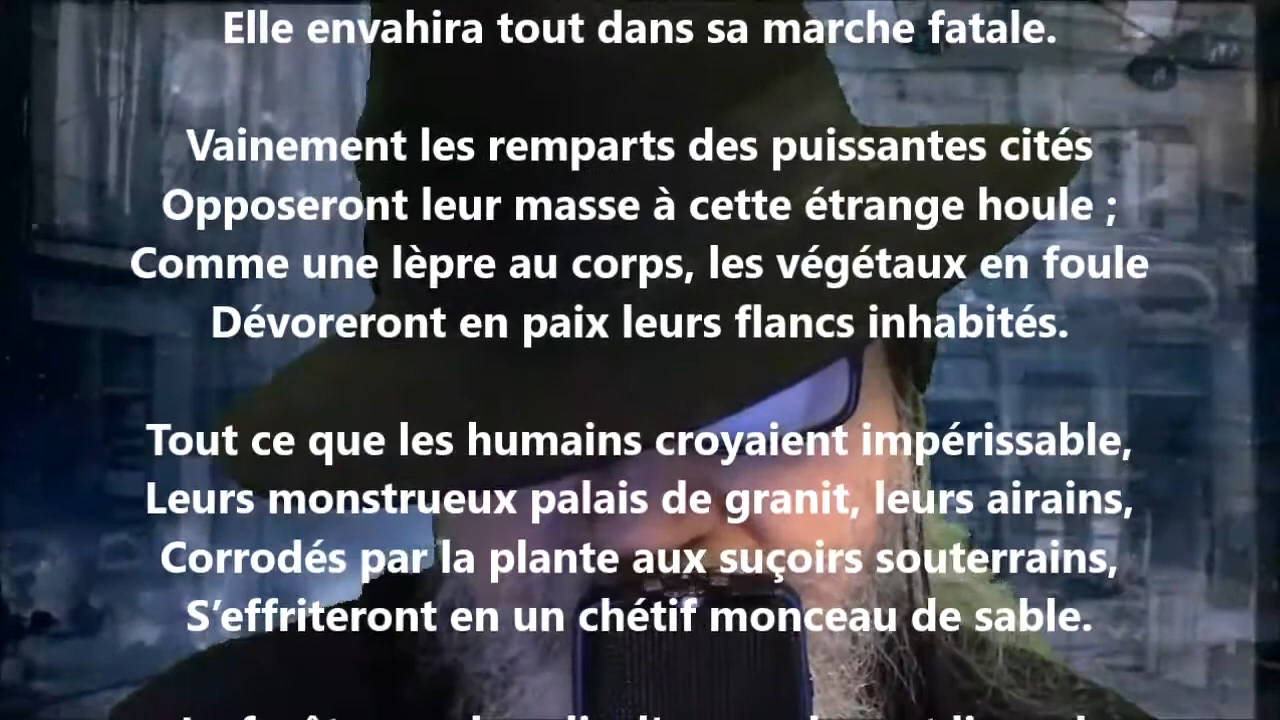 Elle envahira tout dans sa marche fatale.
Vainement les remparts des puissantes cités
Opposeront leur masse à cette étrange houle ;
Comme une lèpre au corps, les végétaux en foule
Dévoreront en paix leurs flancs inhabités.
Tout ce que les humains croyaient impérissable,
Leurs monstrueux palais de granit, leurs airains,
Corrodés par la plante aux suçoirs souterrains,
S’effriteront en un chétif monceau de sable.